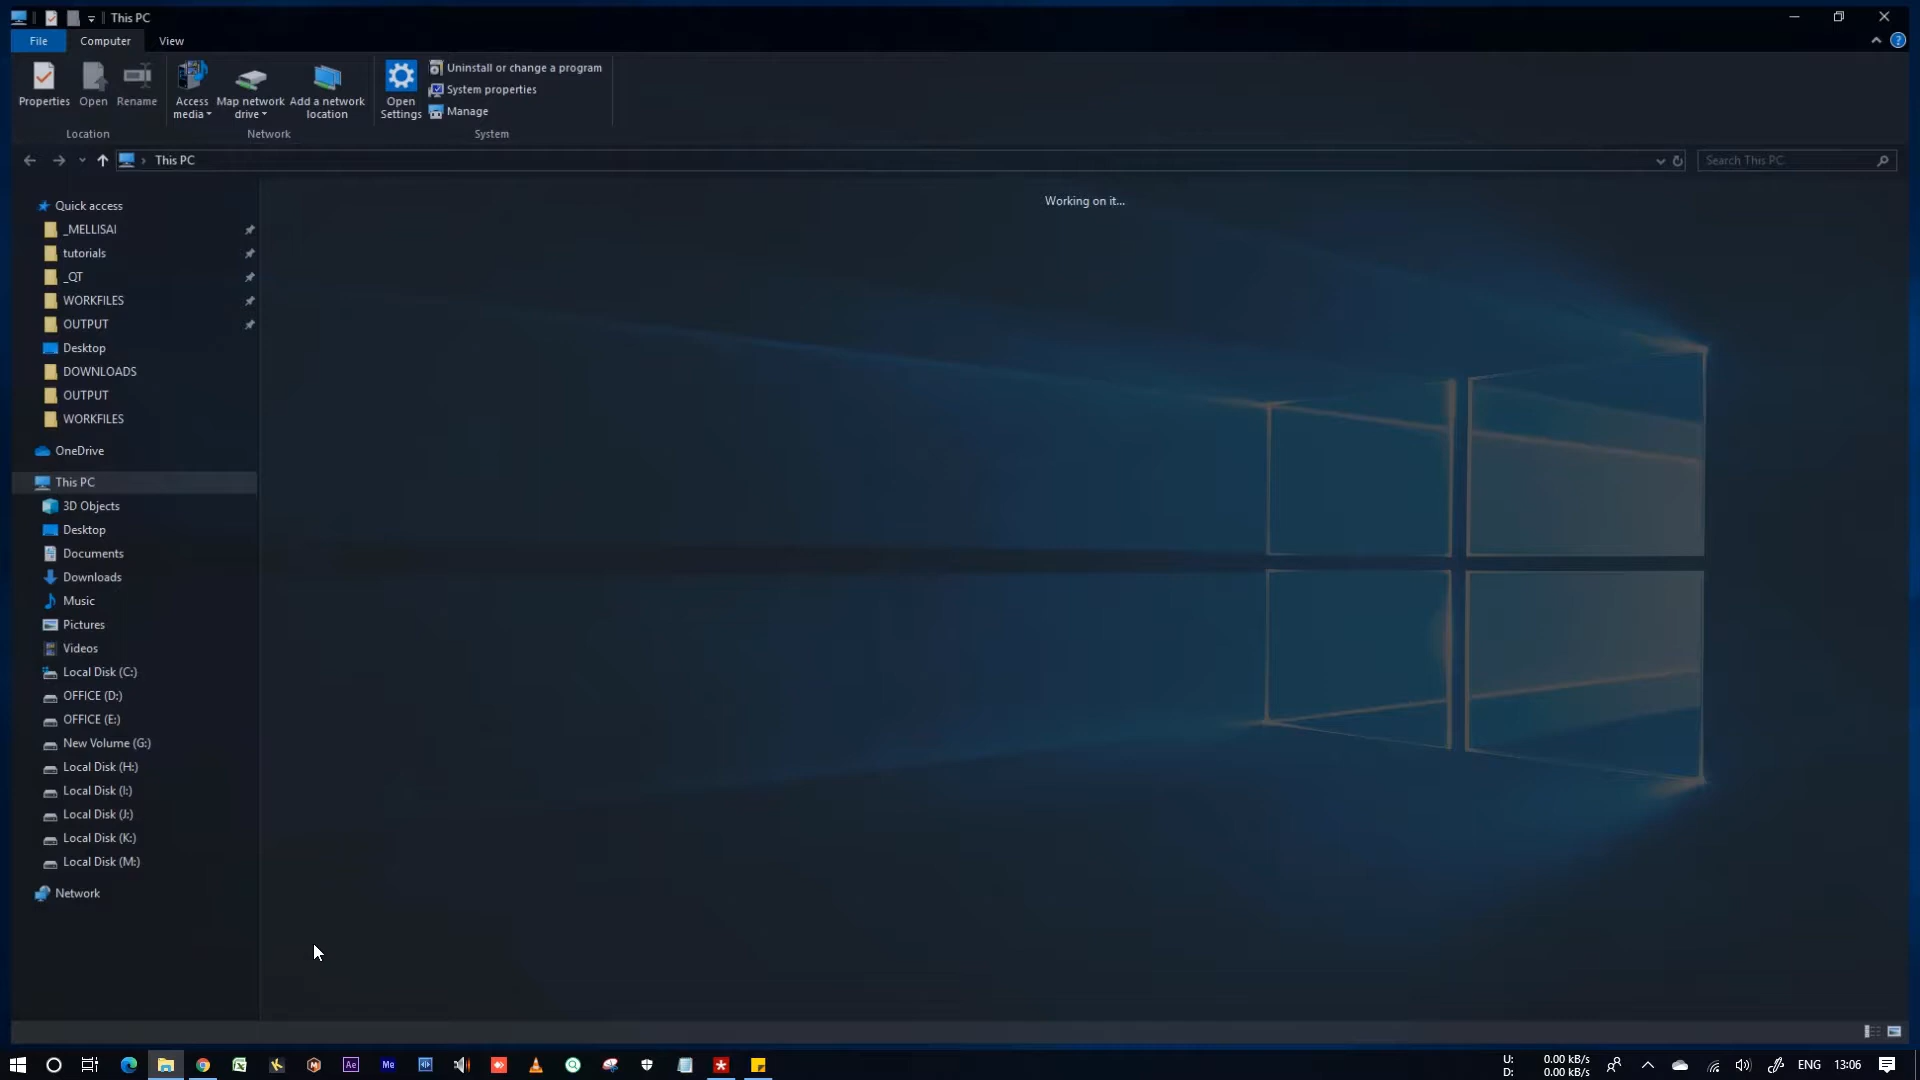 This PC
File
Computer
View
Properties
Open
Rename
Access media
Map network drive
Add a network location
Open Settings
Uninstall or change a program
System properties
Manage
Location
Network
System
This PC
Search This PC
Working on it...
Quick access
_MELLISAI
tutorials
_QT
WORKFILES
OUTPUT
Desktop
DOWNLOADS
OUTPUT
WORKFILES
OneDrive
This PC
3D Objects
Desktop
Documents
Downloads
Music
Pictures
Videos
Local Disk (C:)
OFFICE (D:)
OFFICE (E:)
New Volume (G:)
Local Disk (H:)
Local Disk (I:)
Local Disk (J:)
Local Disk (K:)
Local Disk (M:)
Network
Ae
Me
U: 0.00 kB/s
D: 0.00 kB/s
ENG
13:06